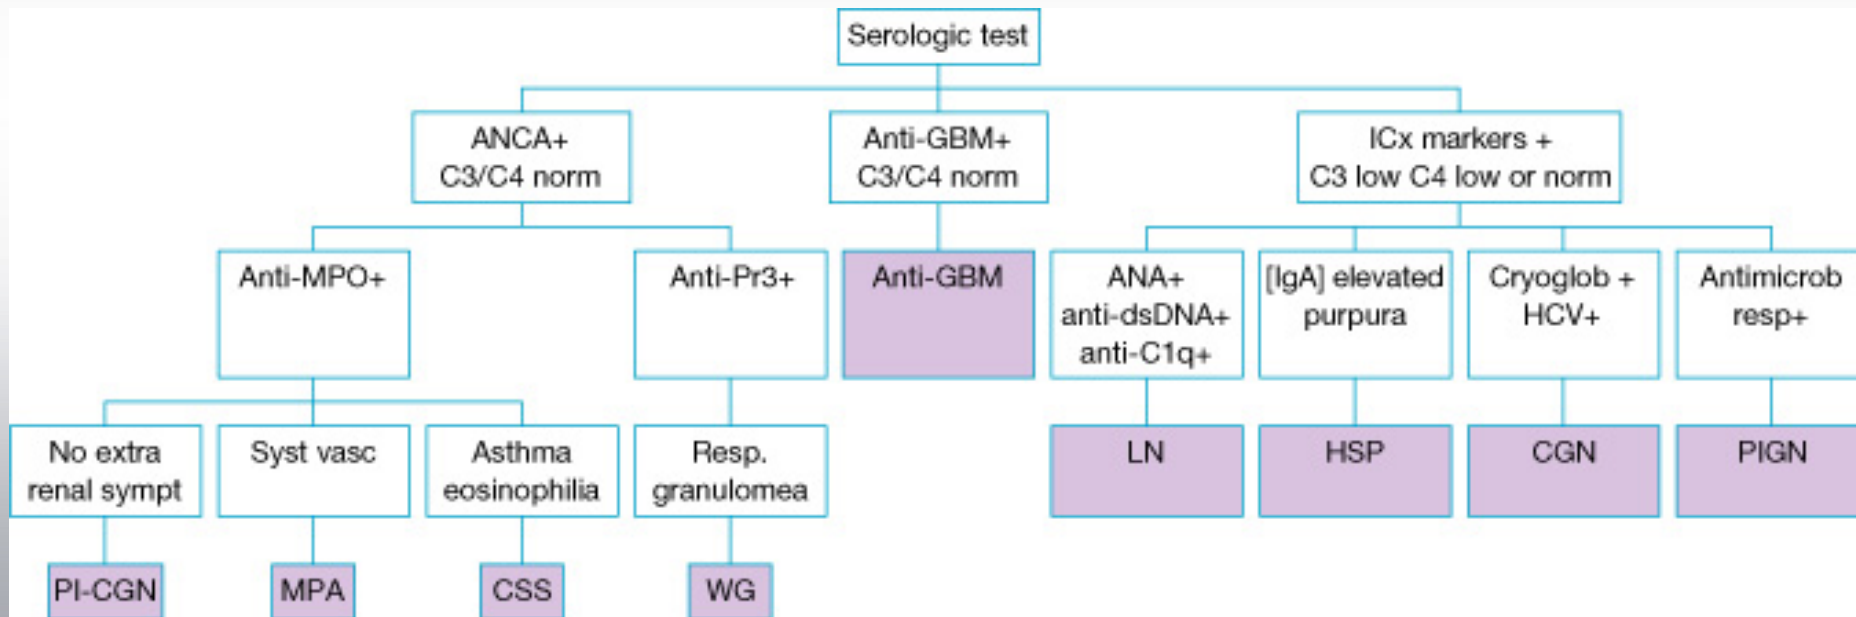 Serologic test
ANCA+
C3/C4 norm
Anti-GBM+
C3/C4 norm
ICx markers +
C3 low C4 low or norm
Anti-MPO+
Anti-Pr3+
Anti-GBM
ANA+
anti-dsDNA+
anti-C1q+
[IgA] elevated
purpura
Cryoglob +
HCV+
Antimicrob
resp+
No extra
renal sympt
Syst vasc
Asthma
eosinophilia
Resp.
granulomea
LN
HSP
CGN
PIGN
PI-CGN
MPA
CSS
WG